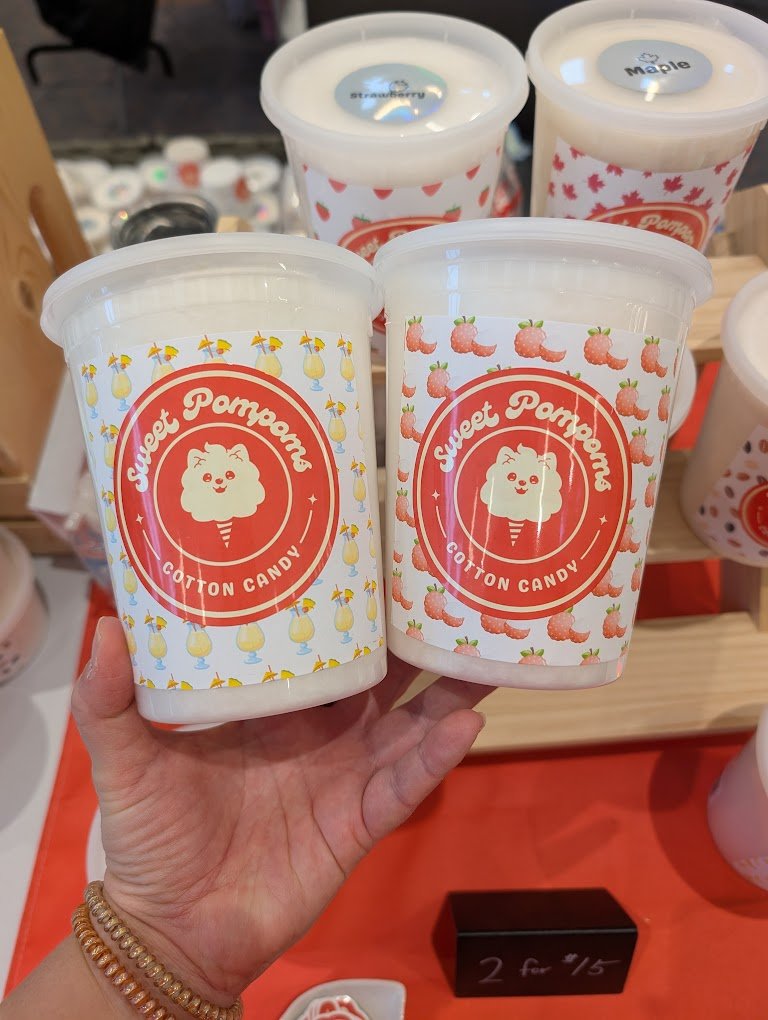 Strawberry
Maple
Sweet Pompoms
COTTON CANDY
Sweet Pompoms
COTTON CANDY
2 for $15